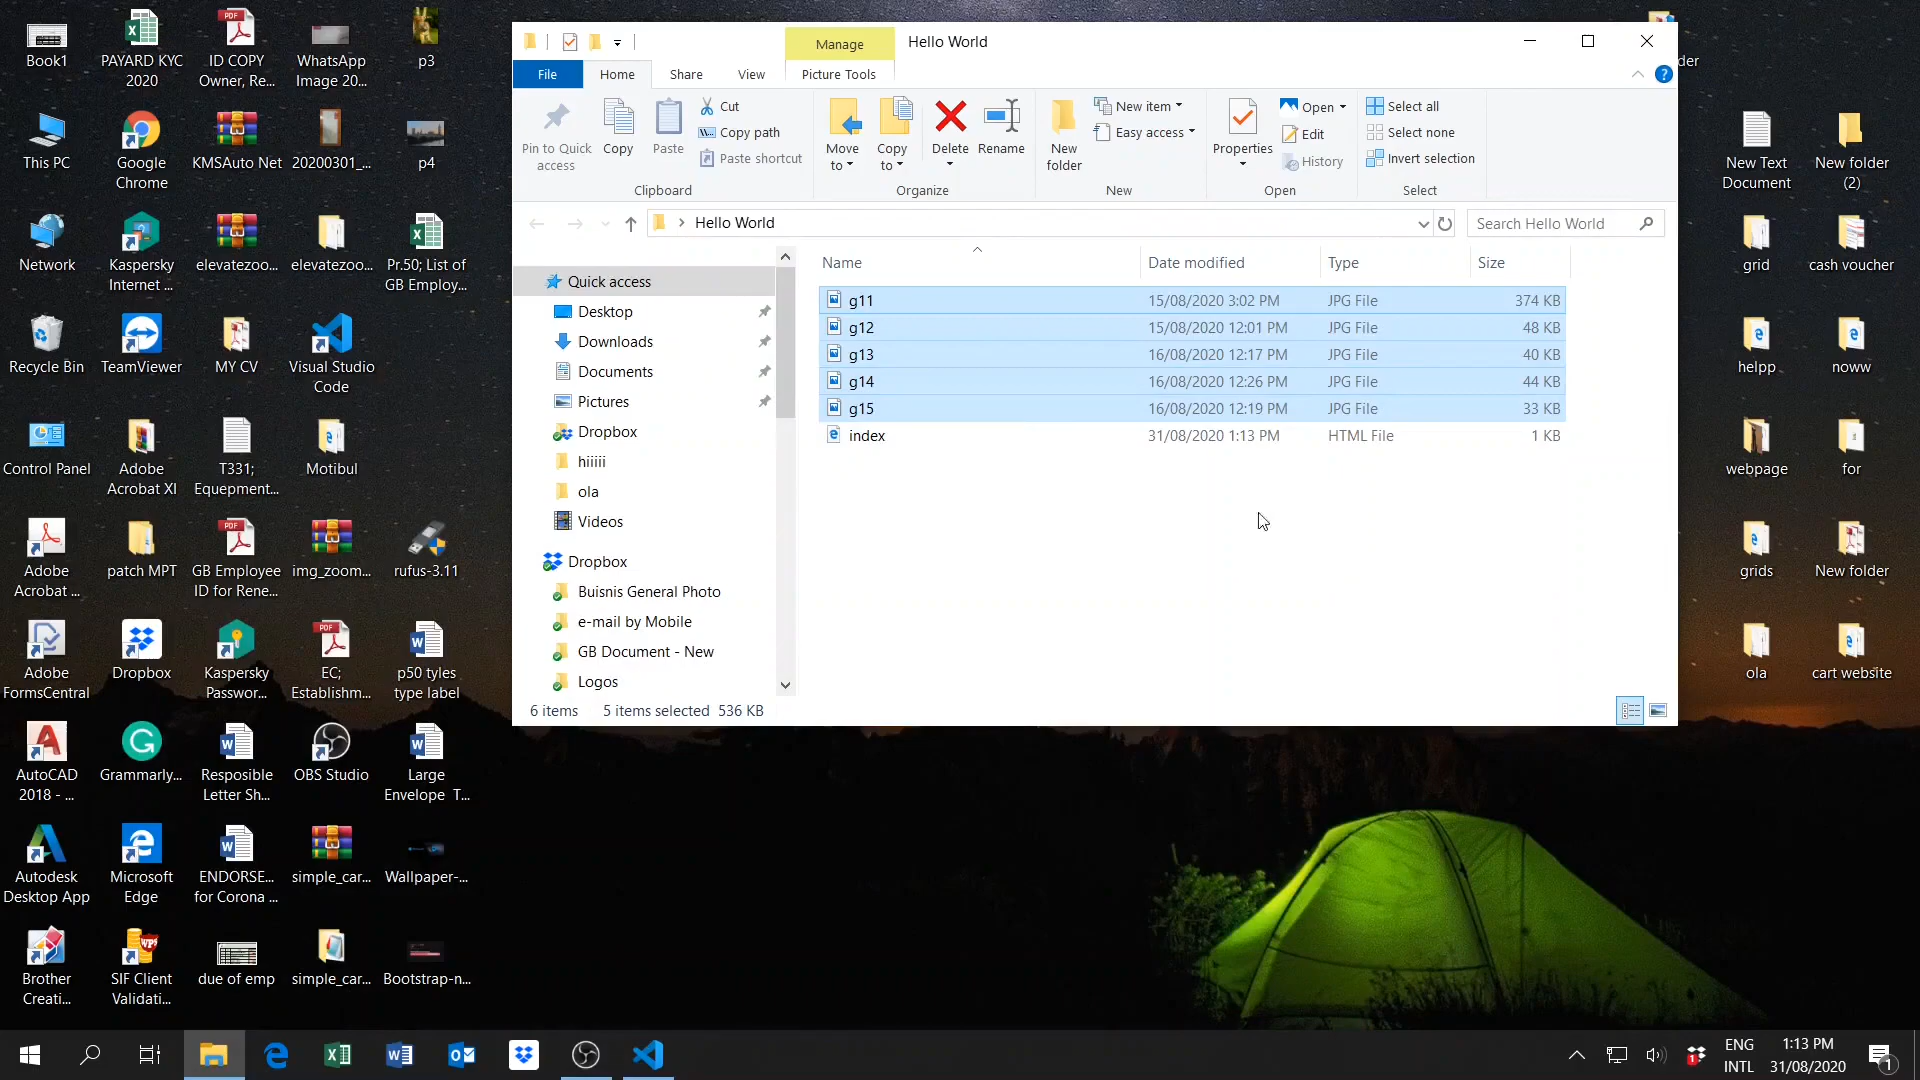 Book1
PAYARD KYC
2020
ID COPY
Owner, Re...
WhatsApp
Image 20...
p3
This PC
Google
Chrome
KMSAuto Net
20200301_...
p4
Network
Kaspersky
Internet ...
elevatezoo...
elevatezoo...
Pr.50; List of
GB Employ...
Recycle Bin
TeamViewer
MY CV
Visual Studio
Code
Control Panel
Adobe
Acrobat XI
T331;
Equepment...
Motibul
Adobe
Acrobat ...
patch MPT
GB Employee
ID for Rene...
img_zoom...
rufus-3.11
Adobe
FormsCentral
Dropbox
Kaspersky
Passwor...
EC;
Establishm...
p50 tyles
type label
AutoCAD
2018 - ...
Grammarly...
Resposible
Letter Sh...
OBS Studio
Large
Envelope T...
Autodesk
Desktop App
Microsoft
Edge
ENDORSE...
for Corona ...
simple_car...
Wallpaper-...
Brother
Creati...
SIF Client
Validati...
due of emp
simple_car...
Bootstrap-n...
Manage
Hello World
File
Home
Share
View
Picture Tools
Pin to Quick
access
Copy
Paste
Cut
Copy path
Paste shortcut
Clipboard
Move
to
Copy
to
Delete
Rename
Organize
New
folder
New item
Easy access
New
Properties
Open
Edit
History
Open
Select all
Select none
Invert selection
Select
Hello World
Search Hello World
Quick access
Desktop
Downloads
Documents
Pictures
Dropbox
hiiiii
ola
Videos
Dropbox
Buisnis General Photo
e-mail by Mobile
GB Document - New
Logos
Name Date modified Type Size
g11 15/08/2020 3:02 PM JPG File 374 KB
g12 15/08/2020 12:01 PM JPG File 48 KB
g13 16/08/2020 12:17 PM JPG File 40 KB
g14 16/08/2020 12:26 PM JPG File 44 KB
g15 16/08/2020 12:19 PM JPG File 33 KB
index 31/08/2020 1:13 PM HTML File 1 KB
6 items 5 items selected 536 KB
der
New Text
Document
New folder
(2)
grid
cash voucher
helpp
noww
webpage
for
grids
New folder
ola
cart website
ENG
INTL
1:13 PM
31/08/2020
1